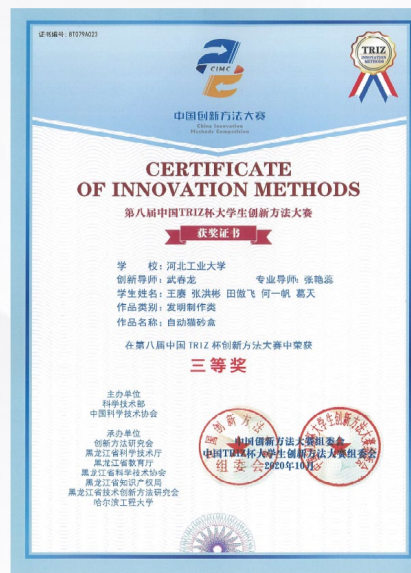 证书编号：8T079A023
TRIZ
INNOVATION
METHODS
CIMC
中国创新方法大赛
China Innovation
Methods Competition
CERTIFICATE
OF INNOVATION METHODS
第八届中国TRIZ杯大学生创新方法大赛
获奖证书
学 校：河北工业大学
创新导师：武春龙 专业导师：张艳蕊
学生姓名：王赓 张洪彬 田傲飞 何一帆 葛天
作品类别：发明制作类
作品名称：自动猫砂盒
在第八届中国 TRIZ 杯创新方法大赛中荣获
三等奖
主办单位
科学技术部
中国科学技术协会
承办单位
创新方法研究会
黑龙江省科学技术厅
黑龙江省教育厅
黑龙江省科学技术协会
黑龙江省知识产权局
黑龙江省技术创新方法研究会
哈尔滨工程大学
中国创新方法大赛组委会
中国TRIZ杯大学生创新方法大赛组委会
2020年10月
组委会